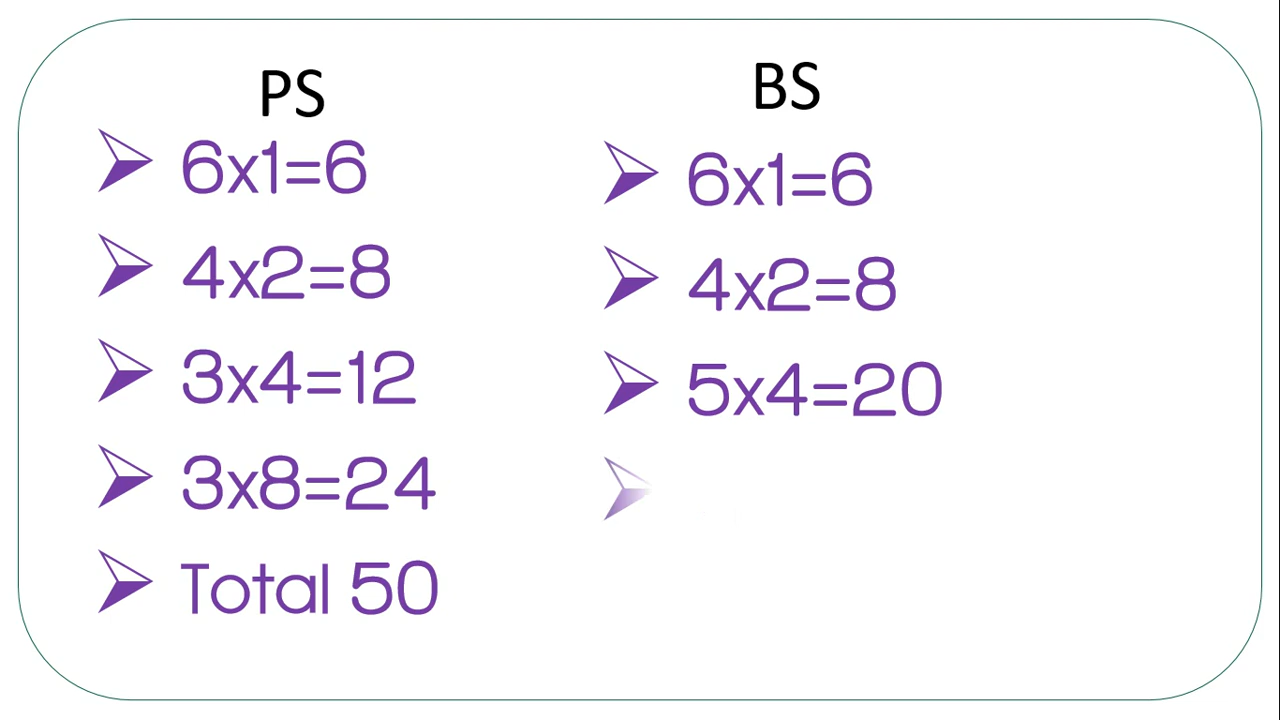 PS
6x1=6
4x2=8
3x4=12
3x8=24
Total 50
BS
6x1=6
4x2=8
5x4=20